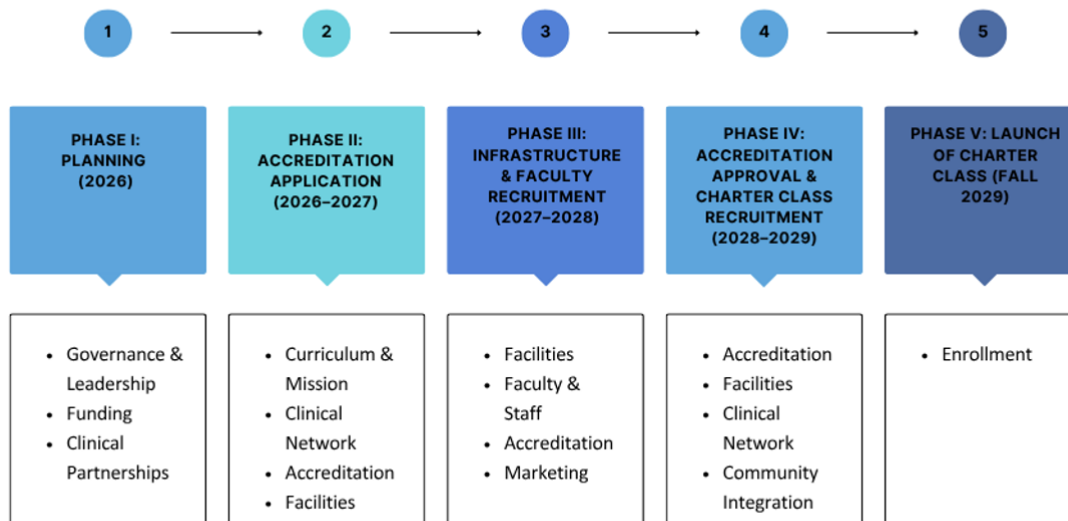 1
2
3
4
5
PHASE I:
PLANNING
(2026)
PHASE II:
ACCREDITATION
APPLICATION
(2026–2027)
PHASE III:
INFRASTRUCTURE
& FACULTY
RECRUITMENT
(2027–2028)
PHASE IV:
ACCREDITATION
APPROVAL &
CHARTER CLASS
RECRUITMENT
(2028–2029)
PHASE V: LAUNCH
OF CHARTER
CLASS (FALL
2029)
• Governance &
Leadership
• Funding
• Clinical
Partnerships
• Curriculum &
Mission
• Clinical
Network
• Accreditation
• Facilities
• Facilities
• Faculty &
Staff
• Accreditation
• Marketing
• Accreditation
• Facilities
• Clinical
Network
• Community
Integration
• Enrollment